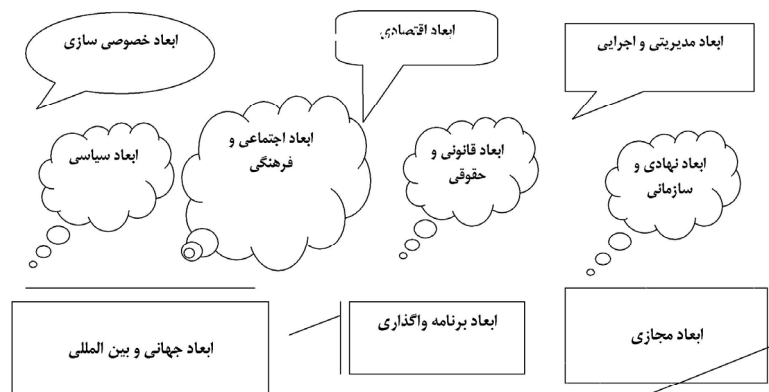 ابعاد مدیریتی و اجرایی
ابعاد اقتصادی
ابعاد خصوصی سازی
ابعاد نهادی و
سازمانی
ابعاد قانونی و
حقوقی
ابعاد اجتماعی و
فرهنگی
ابعاد سیاسی
ابعاد مجازی
ابعاد برنامه واگذاری
ابعاد جهانی و بین المللی